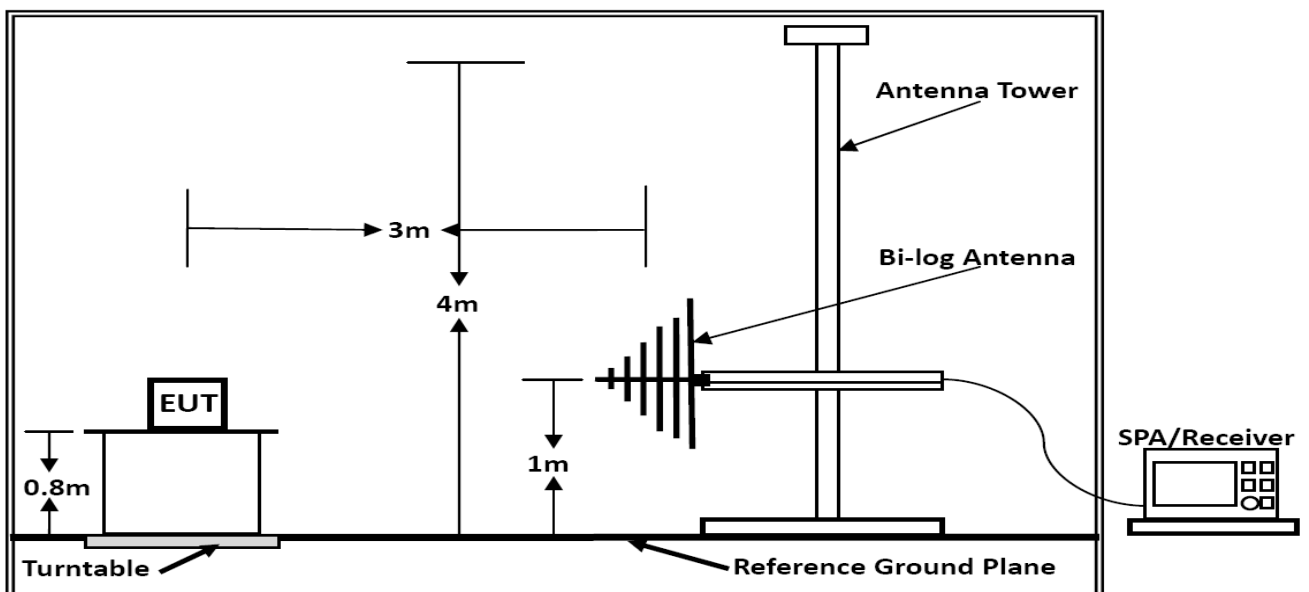 Antenna Tower
3m
Bi-log Antenna
4m
EUT
SPA/Receiver
1m
0.8m
Turntable
Reference Ground Plane